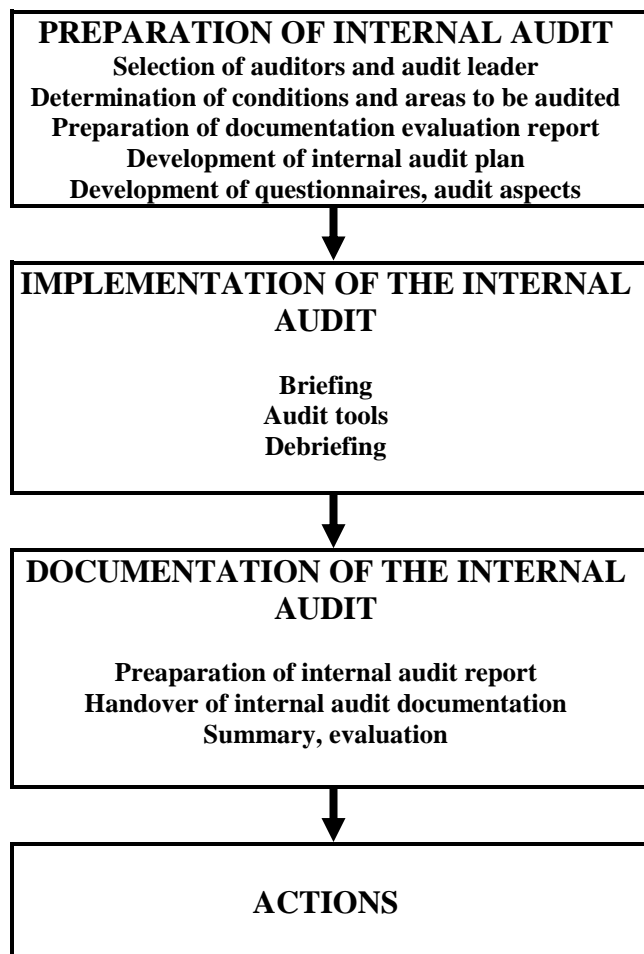 PREPARATION OF INTERNAL AUDIT
Selection of auditors and audit leader
Determination of conditions and areas to be audited
Preparation of documentation evaluation report
Development of internal audit plan
Development of questionnaires, audit aspects
IMPLEMENTATION OF THE INTERNAL
AUDIT
Briefing
Audit tools
Debriefing
DOCUMENTATION OF THE INTERNAL
AUDIT
Preaparation of internal audit report
Handover of internal audit documentation
Summary, evaluation
ACTIONS